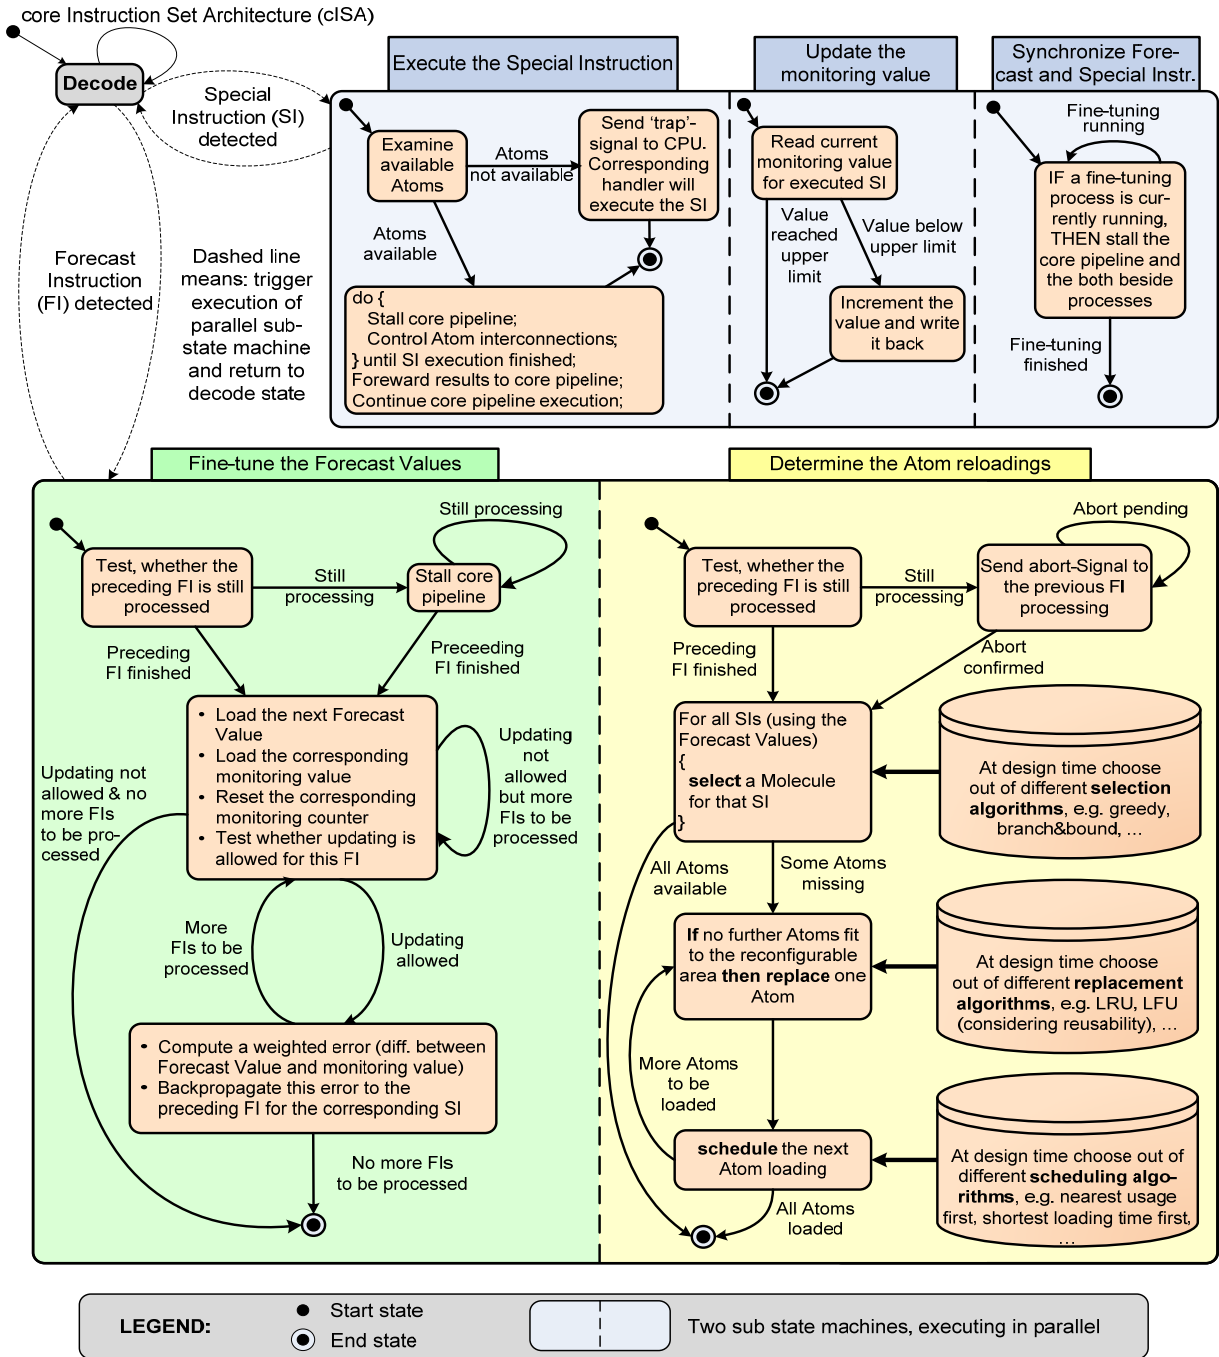 core Instruction Set Architecture (cISA)
Decode
Special
Instruction (SI)
detected
Forecast
Instruction
(FI) detected
Dashed line
means: trigger
execution of
parallel sub-
state machine
and return to
decode state
Execute the Special Instruction
Examine
available
Atoms
Atoms
not available
Send ‘trap’-
signal to CPU.
Corresponding
handler will
execute the SI
Atoms
available
do {
Stall core pipeline;
Control Atom interconnections;
} until SI execution finished;
Foreward results to core pipeline;
Continue core pipeline execution;
Update the
monitoring value
Read current
monitoring value
for executed SI
Value
reached
upper
limit
Value below
upper limit
Increment the
value and write
it back
Synchronize Fore-
cast and Special Instr.
Fine-tuning
running
IF a fine-tuning
process is cur-
rently running,
THEN stall the
core pipeline and
the both beside
processes
Fine-tuning
finished
Fine-tune the Forecast Values
Still processing
Test, whether the
preceding FI is still
processed
Still
processing
Stall core
pipeline
Preceding
FI finished
Preceeding
FI finished
• Load the next Forecast
Value
• Load the corresponding
monitoring value
• Reset the corresponding
monitoring counter
• Test whether updating is
allowed for this FI
Updating
not
allowed
but more
FIs to be
processed
Updating not
allowed & no
more FIs
to be pro-
cessed
More
FIs to be
processed
Updating
allowed
• Compute a weighted error (diff. between
Forecast Value and monitoring value)
• Backpropagate this error to the
preceding FI for the corresponding SI
No more FIs
to be processed
Determine the Atom reloadings
Abort pending
Test, whether the
preceding FI is still
processed
Still
processing
Send abort-Signal to
the previous FI
processing
Preceding
FI finished
Abort
confirmed
For all SIs (using the
Forecast Values)
{
select a Molecule
for that SI
}
At design time choose
out of different selection
algorithms, e.g. greedy,
branch&bound, …
All Atoms
available
Some Atoms
missing
If no further Atoms fit
to the reconfigurable
area then replace one
Atom
At design time choose
out of different replacement
algorithms, e.g. LRU, LFU
(considering reusability), …
More Atoms
to be
loaded
schedule the next
Atom loading
At design time choose out of
different scheduling algo-
rithms, e.g. nearest usage
first, shortest loading time first,
…
All Atoms
loaded
LEGEND:
Start state
End state
Two sub state machines, executing in parallel